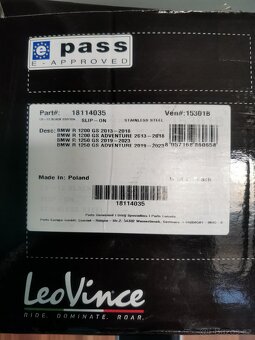 e pass
E-APPROVED
Part#: 18114035 Ven#:15301B
SLIP-ON STAINLESS STEEL
Desc: BMW R 1200 GS 2013-2018
BMW R 1200 GS ADVENTURE 2013-2018
BMW R 1250 GS 2019-2023
BMW R 1250 GS ADVENTURE 2019-2023
Made in: Poland
18114035
LeoVince
RIDE. DOMINATE. ROAR.